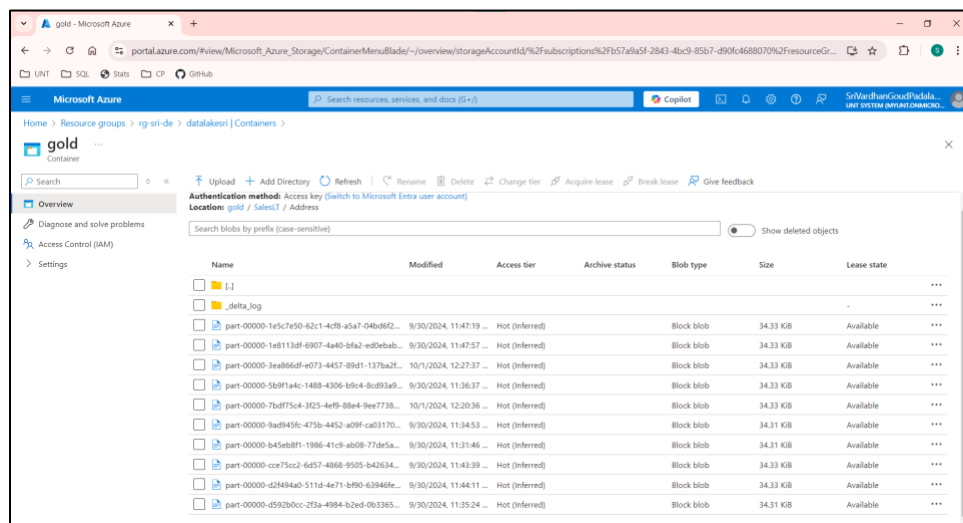 gold - Microsoft Azure
portal.azure.com/#view/Microsoft_Azure_Storage/ContainerMenuBlade/~/overview/storageAccountId/%2Fsubscriptions%2Fb57a9a5f-2843-4bc9-85b7-d90fc4688070%2FresourceGr...
UNT SQL Stats CP GitHub
Microsoft Azure Search resources, services, and docs (G+/) Copilot SriVardhanGoudPadala...
UNT SYSTEM (MYUNT.ONMICRO...
Home > Resource groups > rg-sri-de > datalakesri | Containers >
gold ...
Container
Search
Upload Add Directory Refresh Rename Delete Change tier Acquire lease Break lease Give feedback
Overview
Diagnose and solve problems
Access Control (IAM)
Settings
Authentication method: Access key (Switch to Microsoft Entra user account)
Location: gold / SalesLT / Address
Search blobs by prefix (case-sensitive) Show deleted objects
Name Modified Access tier Archive status Blob type Size Lease state
[..] ...
_delta_log - ...
part-00000-1e5c7e50-62c1-4cf8-a5a7-04bd6f2... 9/30/2024, 11:47:19 ... Hot (Inferred) Block blob 34.33 KiB Available ...
part-00000-1e8113df-6907-4a40-bfa2-ed0ebab... 9/30/2024, 11:47:57 ... Hot (Inferred) Block blob 34.33 KiB Available ...
part-00000-3ea866df-e073-4457-89d1-137ba2f... 10/1/2024, 12:27:37 ... Hot (Inferred) Block blob 34.33 KiB Available ...
part-00000-5b9f1a4c-1488-4306-b9c4-8cd93a9... 9/30/2024, 11:36:37 ... Hot (Inferred) Block blob 34.33 KiB Available ...
part-00000-7bdf75c4-3f25-4ef9-88e4-9ee7738... 10/1/2024, 12:20:36 ... Hot (Inferred) Block blob 34.33 KiB Available ...
part-00000-9ad945fc-475b-4452-a09f-ca03170... 9/30/2024, 11:34:53 ... Hot (Inferred) Block blob 34.31 KiB Available ...
part-00000-b45eb8f1-1986-41c9-ab08-77de5a... 9/30/2024, 11:31:46 ... Hot (Inferred) Block blob 34.31 KiB Available ...
part-00000-cce75cc2-6d57-4868-9505-b42634... 9/30/2024, 11:43:39 ... Hot (Inferred) Block blob 34.33 KiB Available ...
part-00000-d2f494a0-511d-4e71-bf90-63946fe... 9/30/2024, 11:44:11 ... Hot (Inferred) Block blob 34.33 KiB Available ...
part-00000-d592b0cc-2f3a-4984-b2ed-0b3365... 9/30/2024, 11:35:24 ... Hot (Inferred) Block blob 34.31 KiB Available ...